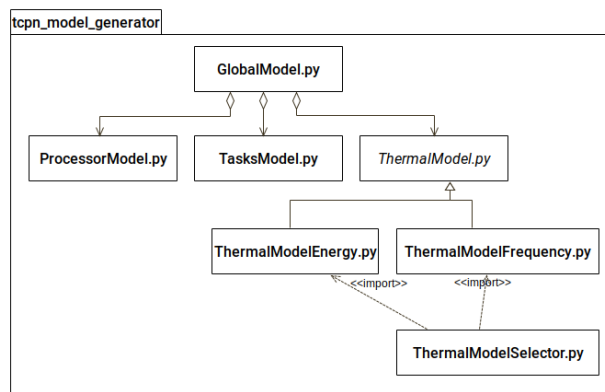 tcpn_model_generator
GlobalModel.py
ProcessorModel.py
TasksModel.py
ThermalModel.py
ThermalModelEnergy.py
ThermalModelFrequency.py
<<import>>
<<import>>
ThermalModelSelector.py